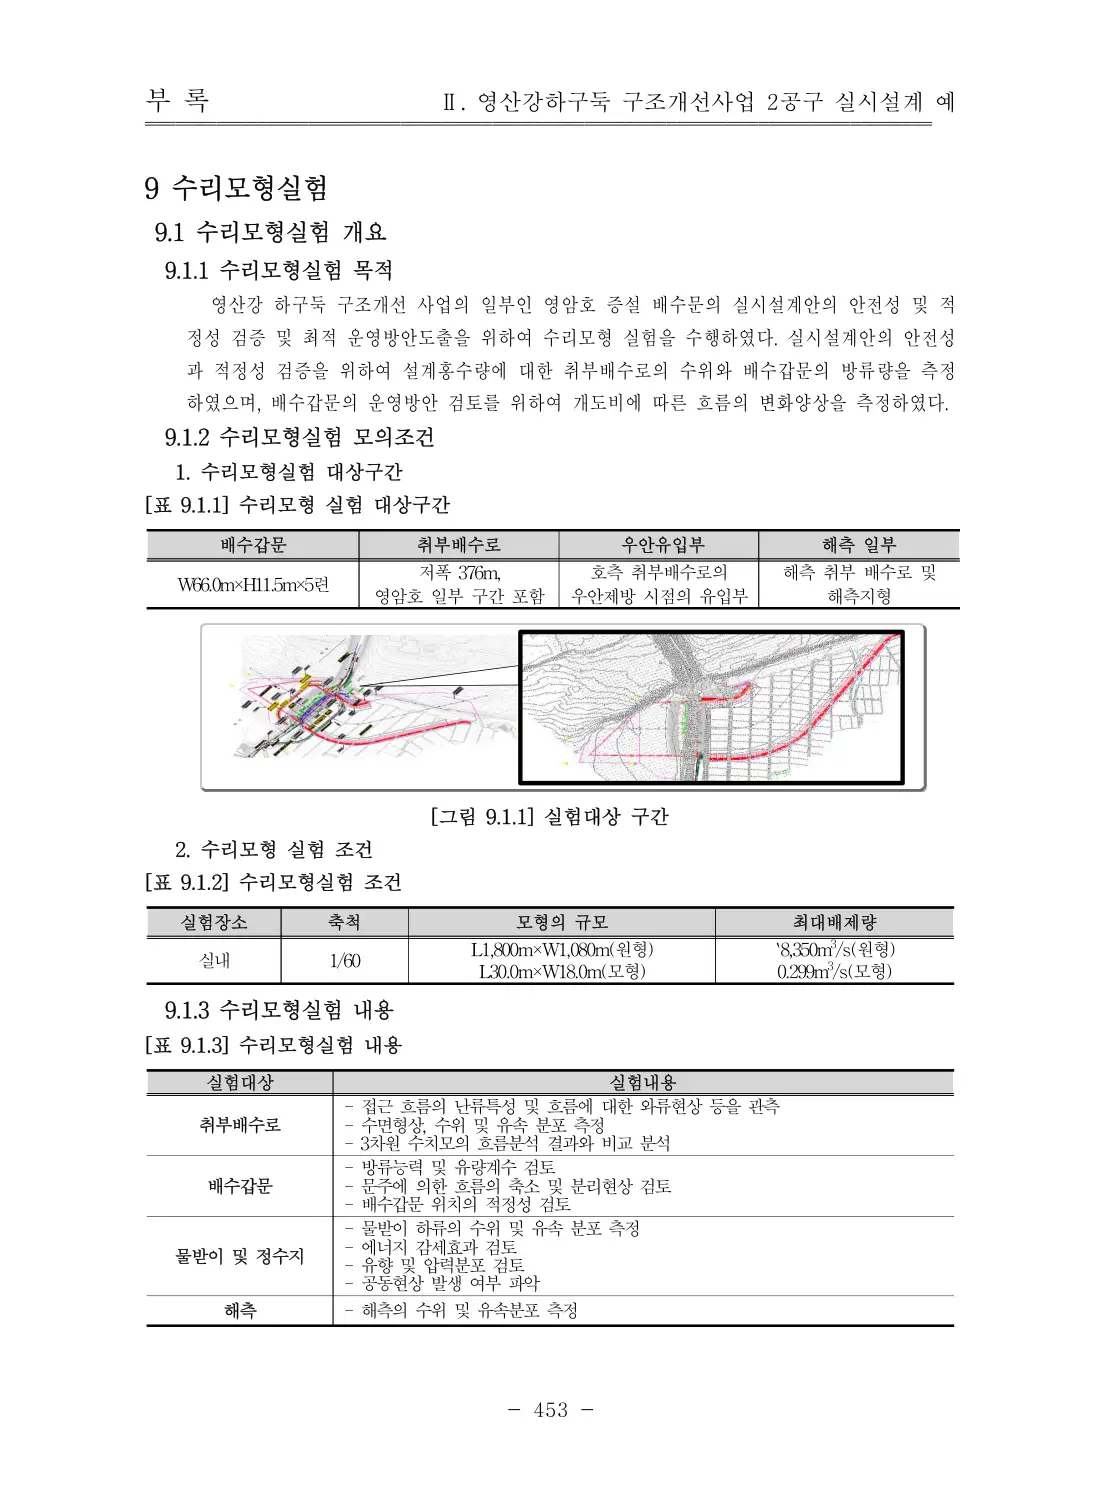 부 록 Ⅱ. 영산강하구둑 구조개선사업 2공구 실시설계 예
9 수리모형실험
9.1 수리모형실험 개요
9.1.1 수리모형실험 목적
영산강 하구둑 구조개선 사업의 일부인 영암호 증설 배수문의 실시설계안의 안전성 및 적
정성 검증 및 최적 운영방안도출을 위하여 수리모형 실험을 수행하였다. 실시설계안의 안전성
과 적정성 검증을 위하여 설계홍수량에 대한 취부배수로의 수위와 배수갑문의 방류량을 측정
하였으며, 배수갑문의 운영방안 검토를 위하여 개도비에 따른 흐름의 변화양상을 측정하였다.
9.1.2 수리모형실험 모의조건
1. 수리모형실험 대상구간
[표 9.1.1] 수리모형 실험 대상구간
배수갑문 취부배수로 우안유입부 해측 일부
W66.0m×H11.5m×5련 저폭 376m, 호측 취부배수로의 해측 취부 배수로 및
영암호 일부 구간 포함 우안제방 시점의 유입부 해측지형
[그림 9.1.1] 실험대상 구간
2. 수리모형 실험 조건
[표 9.1.2] 수리모형실험 조건
실험장소 축척 모형의 규모 최대배제량
실내 1/60 L1,800m×W1,080m(원형) `8,350m³/s(원형)
L30.0m×W18.0m(모형) 0.299m³/s(모형)
9.1.3 수리모형실험 내용
[표 9.1.3] 수리모형실험 내용
실험대상 실험내용
취부배수로 - 접근 흐름의 난류특성 및 흐름에 대한 와류현상 등을 관측
- 수면형상, 수위 및 유속 분포 측정
- 3차원 수치모의 흐름분석 결과와 비교 분석
배수갑문 - 방류능력 및 유량계수 검토
- 문주에 의한 흐름의 축소 및 분리현상 검토
- 배수갑문 위치의 적정성 검토
물받이 및 정수지 - 물받이 하류의 수위 및 유속 분포 측정
- 에너지 감세효과 검토
- 유향 및 압력분포 검토
- 공동현상 발생 여부 파악
해측 - 해측의 수위 및 유속분포 측정
- 453 -